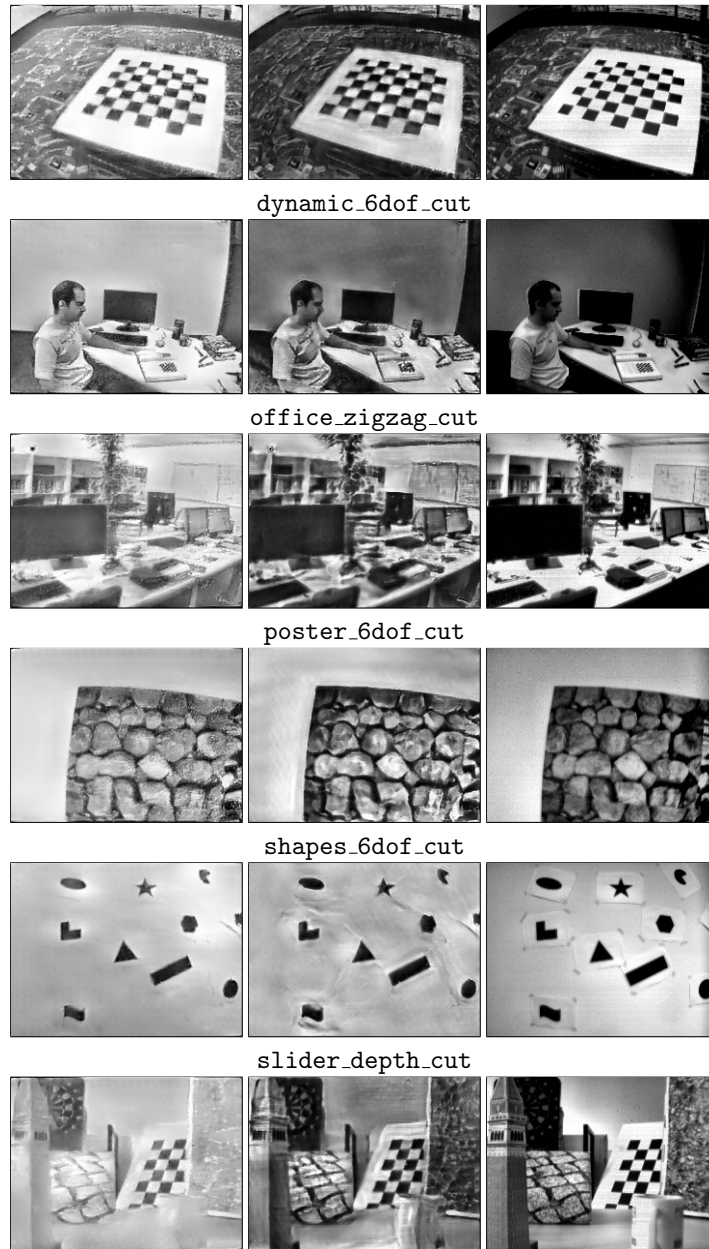 dynamic_6dof_cut
office_zigzag_cut
poster_6dof_cut
shapes_6dof_cut
slider_depth_cut